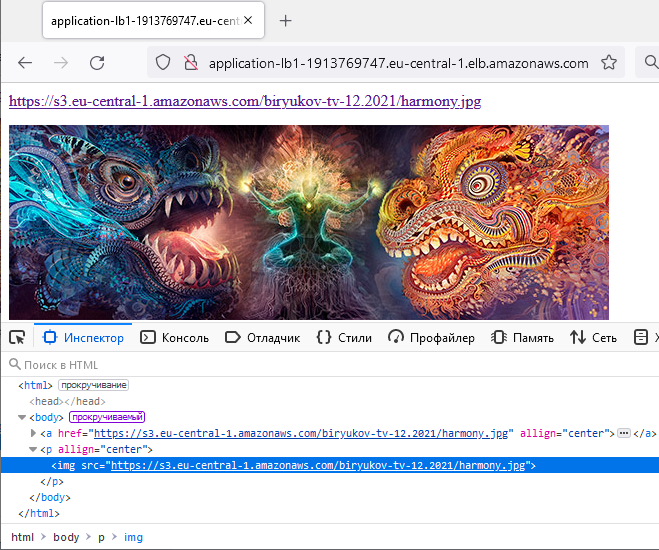 application-lb1-1913769747.eu-cent
application-lb1-1913769747.eu-central-1.elb.amazonaws.com
https://s3.eu-central-1.amazonaws.com/biryukov-tv-12.2021/harmony.jpg
Инспектор Консоль Отладчик {} Стили Профайлер Память Сеть Х
Поиск в HTML
<html> прокручивание
<head></head>
<body> прокручиваемый
<a href="https://s3.eu-central-1.amazonaws.com/biryukov-tv-12.2021/harmony.jpg" allign="center">...</a>
<p allign="center">
<img src="https://s3.eu-central-1.amazonaws.com/biryukov-tv-12.2021/harmony.jpg">
</p>
</body>
</html>
html > body > p > img